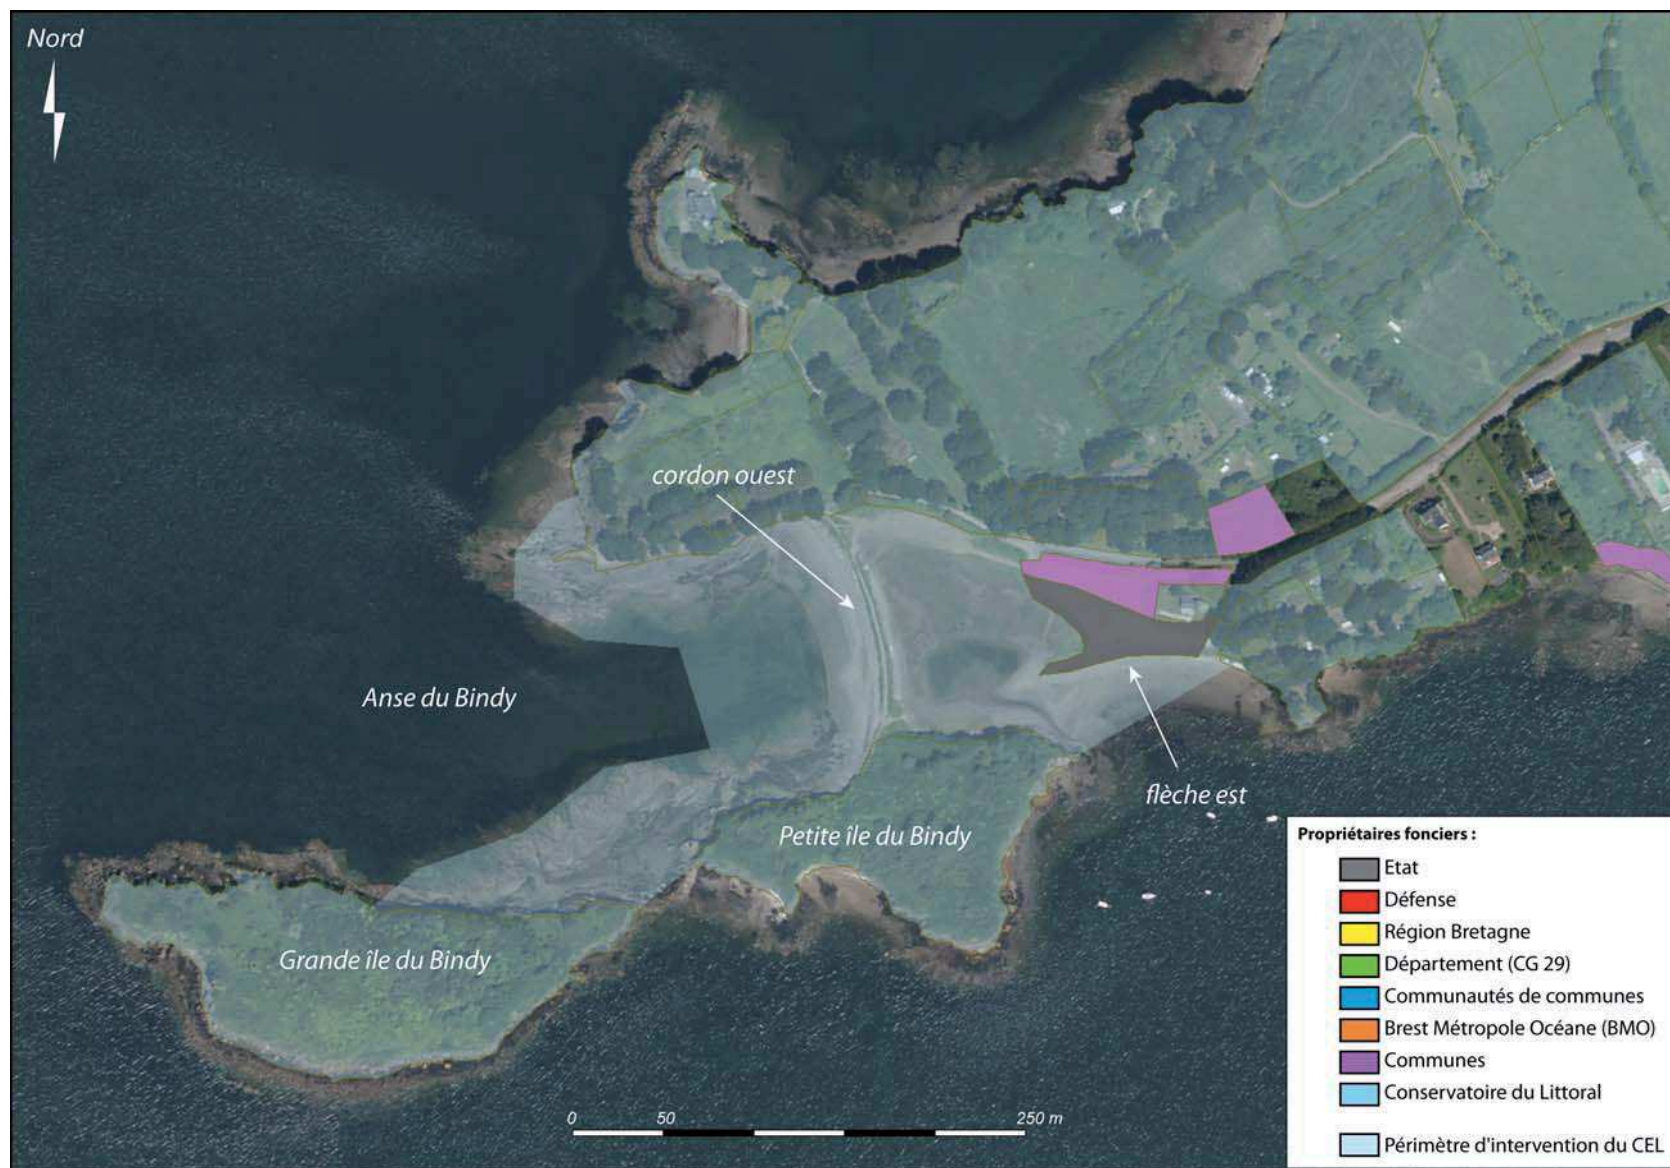 Nord
cordon ouest
Anse du Bindy
flèche est
Petite île du Bindy
Grande île du Bindy
0 50 250 m
Propriétaires fonciers :
Etat
Défense
Région Bretagne
Département (CG 29)
Communautés de communes
Brest Métropole Océane (BMO)
Communes
Conservatoire du Littoral
Périmètre d'intervention du CEL